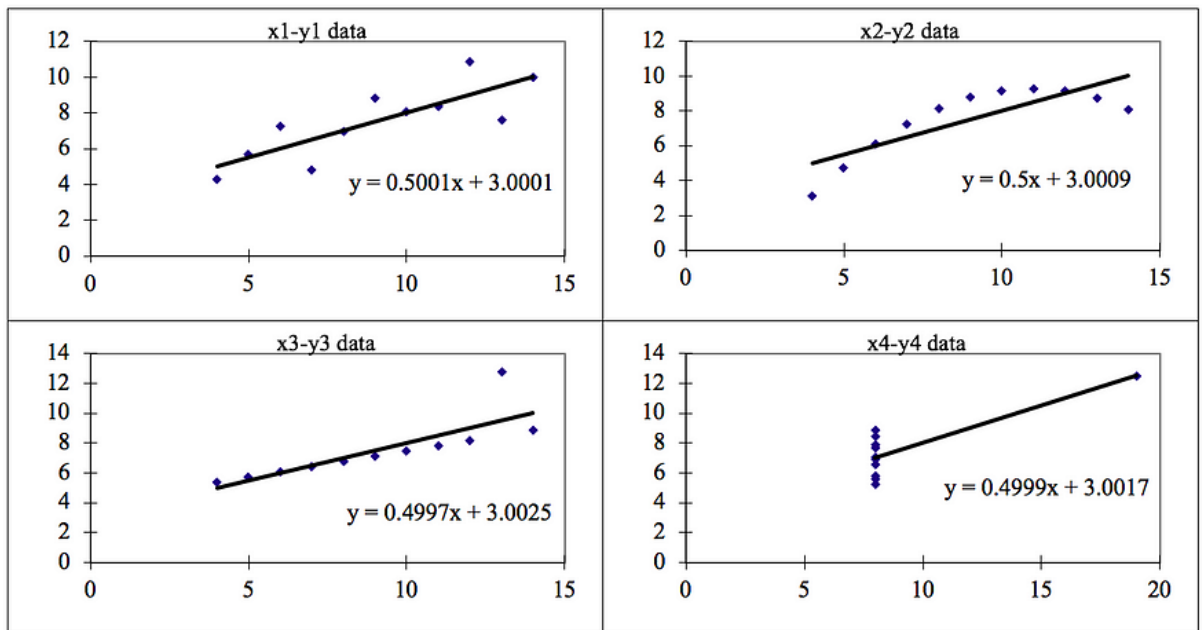 x1-y1 data
12
10
8
6
4
2
0
0 5 10 15
y = 0.5001x + 3.0001
x2-y2 data
12
10
8
6
4
2
0
0 5 10 15
y = 0.5x + 3.0009
x3-y3 data
14
12
10
8
6
4
2
0
0 5 10 15
y = 0.4997x + 3.0025
x4-y4 data
14
12
10
8
6
4
2
0
0 5 10 15 20
y = 0.4999x + 3.0017